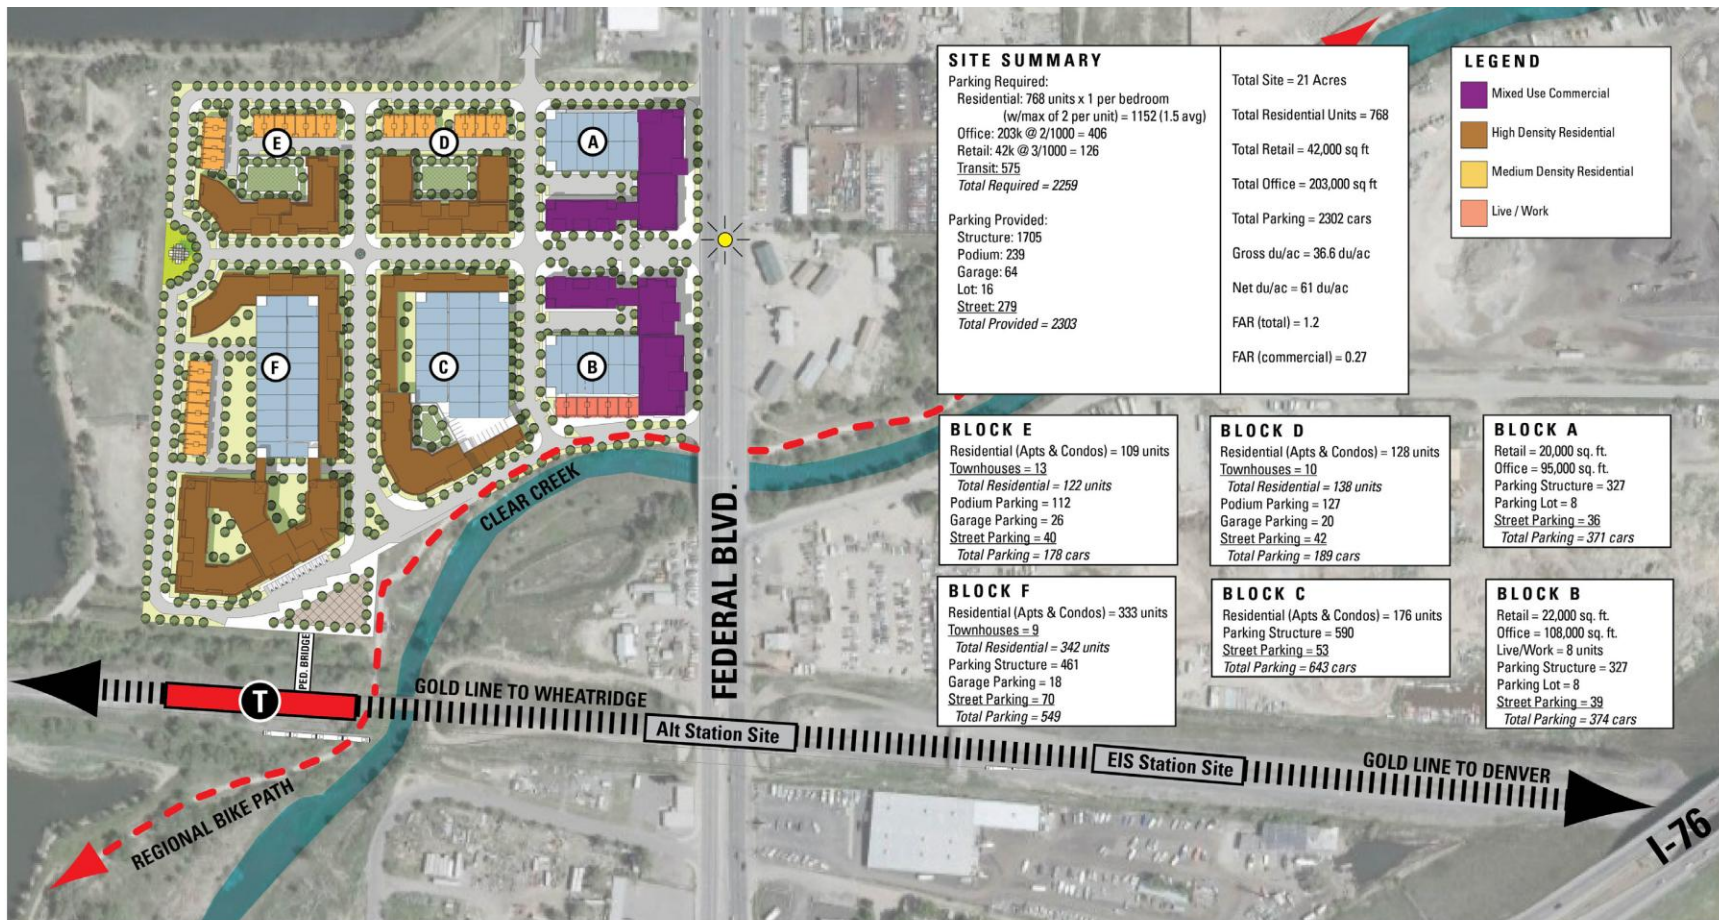 SITE SUMMARY
Parking Required:
Residential: 768 units x 1 per bedroom
(w/max of 2 per unit) = 1152 (1.5 avg)
Office: 203k @ 2/1000 = 406
Retail: 42k @ 3/1000 = 126
Transit: 575
Total Required = 2259
Parking Provided:
Structure: 1705
Podium: 239
Garage: 64
Lot: 16
Street: 279
Total Provided = 2303
Total Site = 21 Acres
Total Residential Units = 768
Total Retail = 42,000 sq ft
Total Office = 203,000 sq ft
Total Parking = 2302 cars
Gross du/ac = 36.6 du/ac
Net du/ac = 61 du/ac
FAR (total) = 1.2
FAR (commercial) = 0.27
LEGEND
Mixed Use Commercial
High Density Residential
Medium Density Residential
Live / Work
E
D
A
F
C
B
BLOCK E
Residential (Apts & Condos) = 109 units
Townhouses = 13
Total Residential = 122 units
Podium Parking = 112
Garage Parking = 26
Street Parking = 40
Total Parking = 178 cars
BLOCK D
Residential (Apts & Condos) = 128 units
Townhouses = 10
Total Residential = 138 units
Podium Parking = 127
Garage Parking = 20
Street Parking = 42
Total Parking = 189 cars
BLOCK A
Retail = 20,000 sq. ft.
Office = 95,000 sq. ft.
Parking Structure = 327
Parking Lot = 8
Street Parking = 36
Total Parking = 371 cars
BLOCK F
Residential (Apts & Condos) = 333 units
Townhouses = 9
Total Residential = 342 units
Parking Structure = 461
Garage Parking = 18
Street Parking = 70
Total Parking = 549
BLOCK C
Residential (Apts & Condos) = 176 units
Parking Structure = 590
Street Parking = 53
Total Parking = 643 cars
BLOCK B
Retail = 22,000 sq. ft.
Office = 108,000 sq. ft.
Live/Work = 8 units
Parking Structure = 327
Parking Lot = 8
Street Parking = 39
Total Parking = 374 cars
CLEAR CREEK
FEDERAL BLVD.
PED. BRIDGE
T
GOLD LINE TO WHEATRIDGE
Alt Station Site
EIS Station Site
GOLD LINE TO DENVER
REGIONAL BIKE PATH
I-76